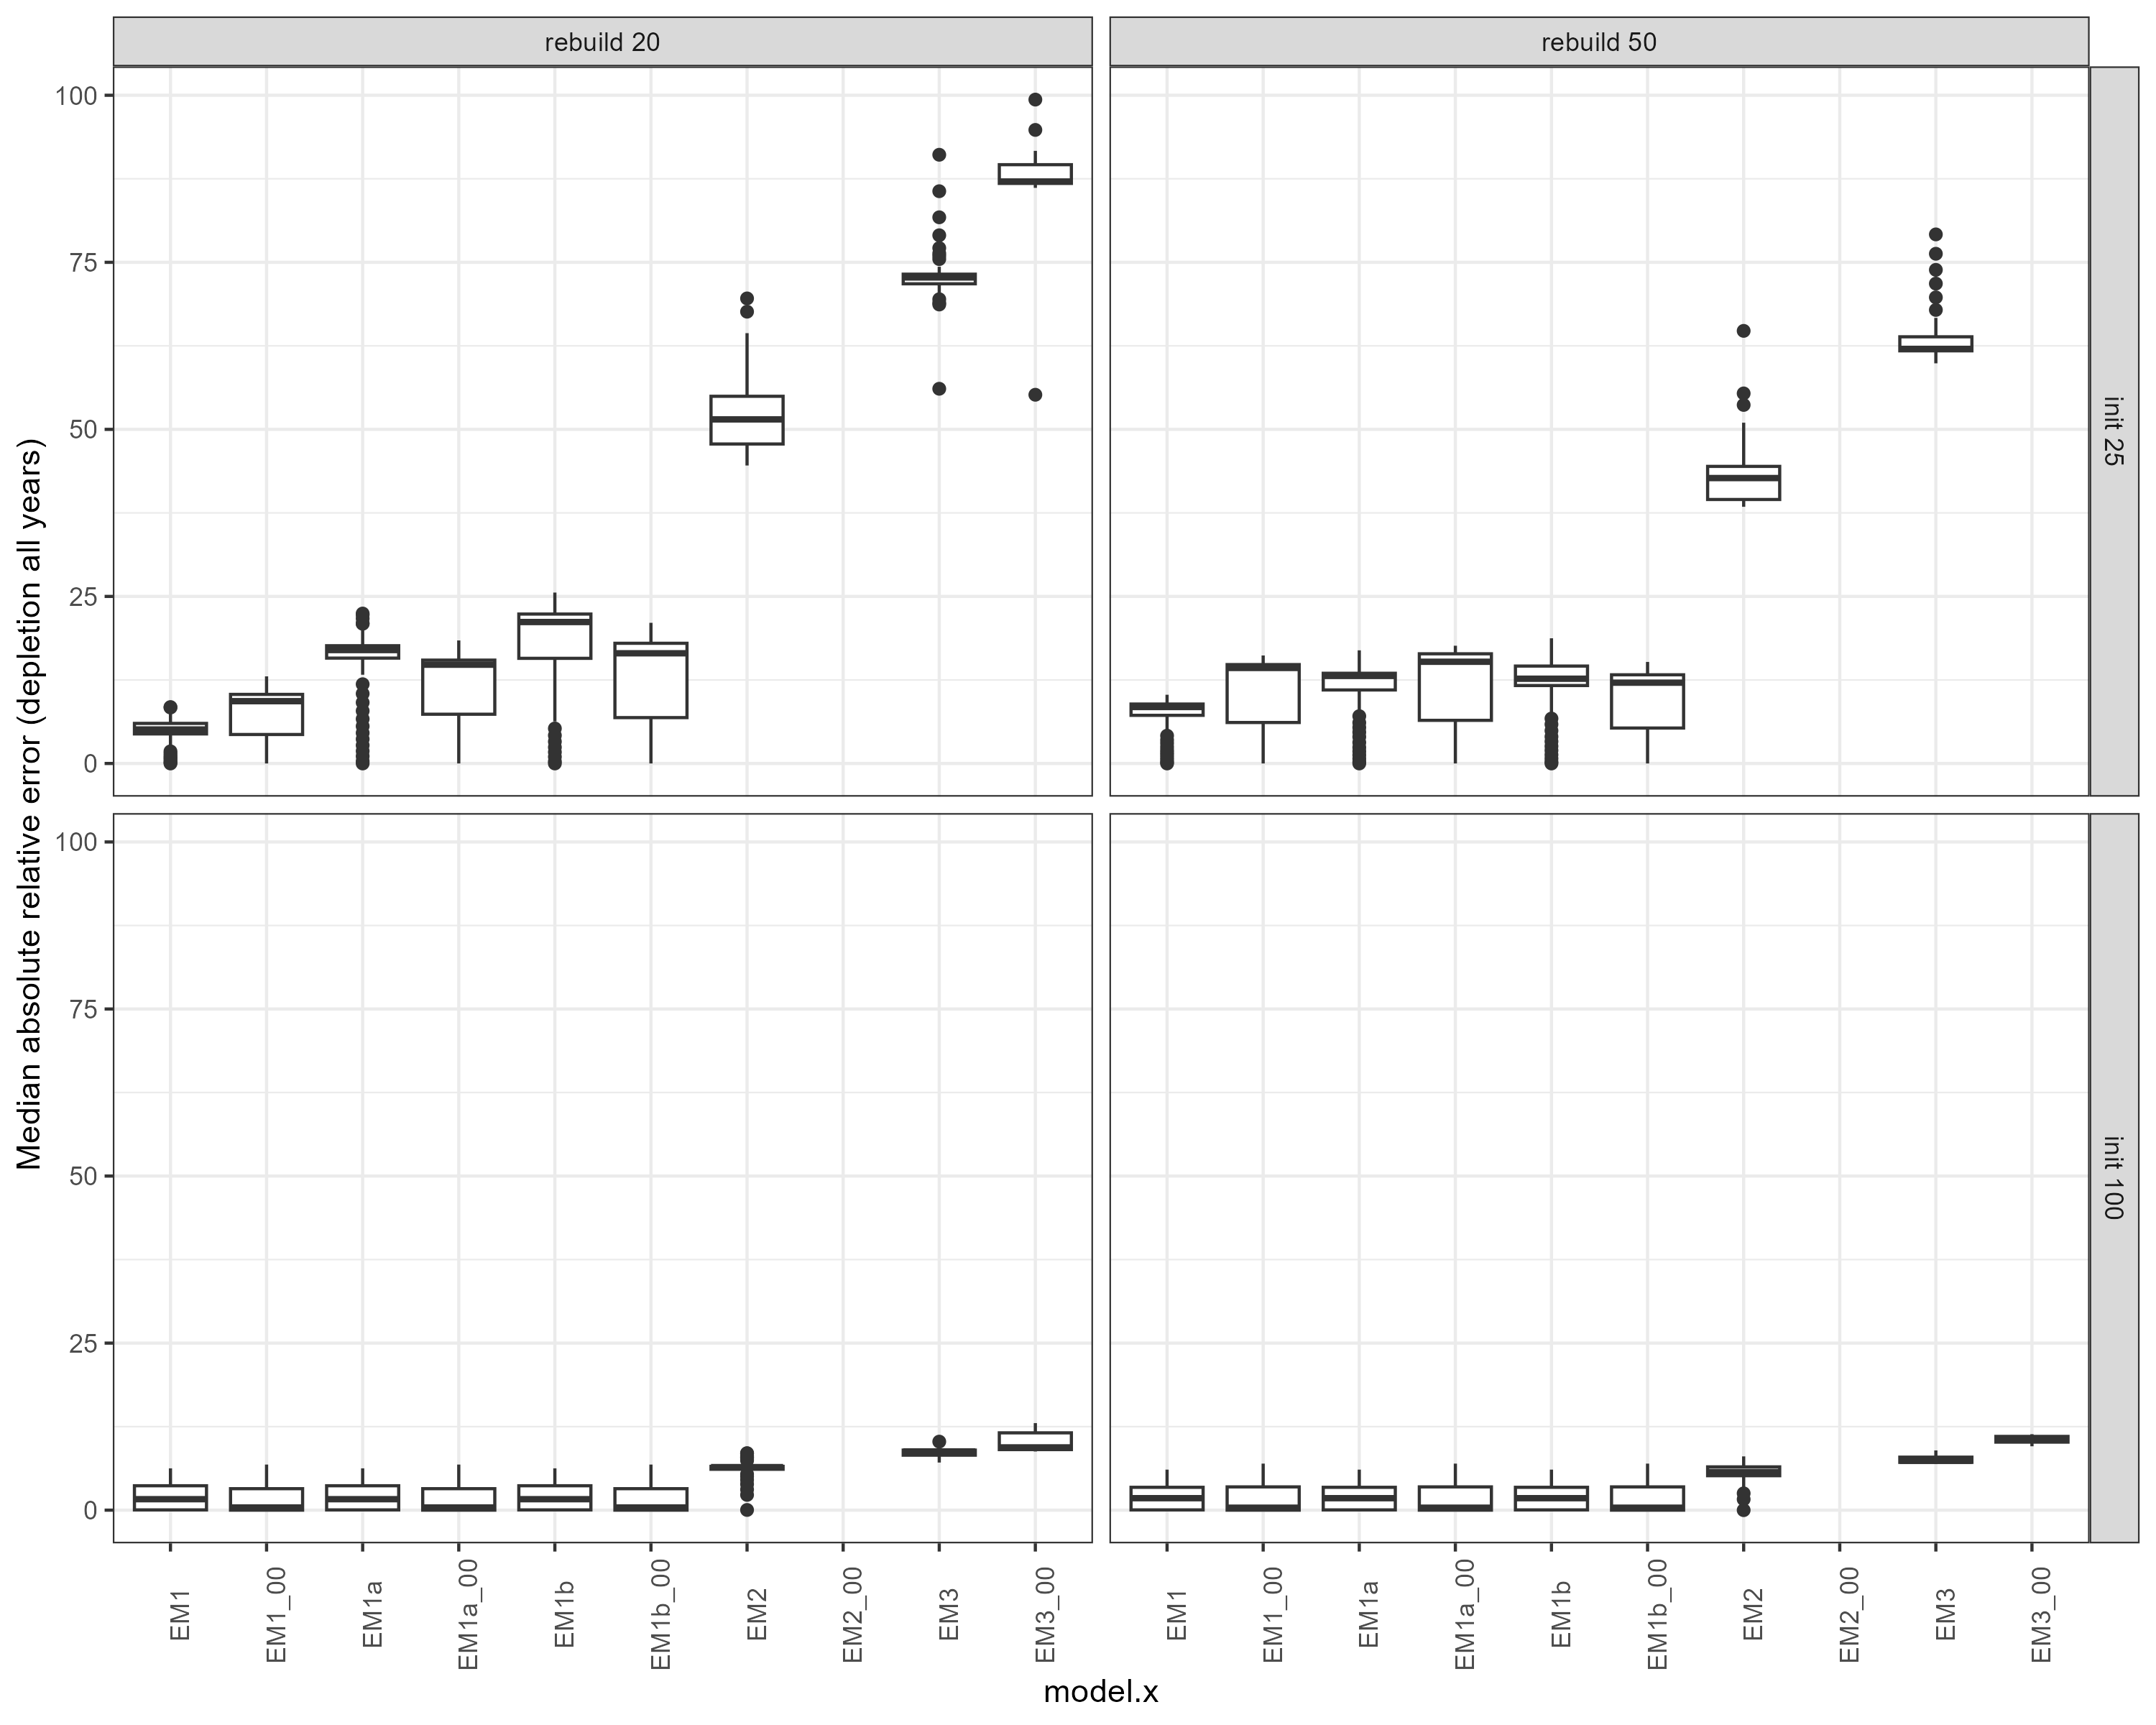 rebuild 20
rebuild 50
Median absolute relative error (depletion all years)
100
75
50
25
0
init 25
100
75
50
25
0
init 100
EM1
EM1_00
EM1a
EM1a_00
EM1b
EM1b_00
EM2
EM2_00
EM3
EM3_00
EM1
EM1_00
EM1a
EM1a_00
EM1b
EM1b_00
EM2
EM2_00
EM3
EM3_00
model.x